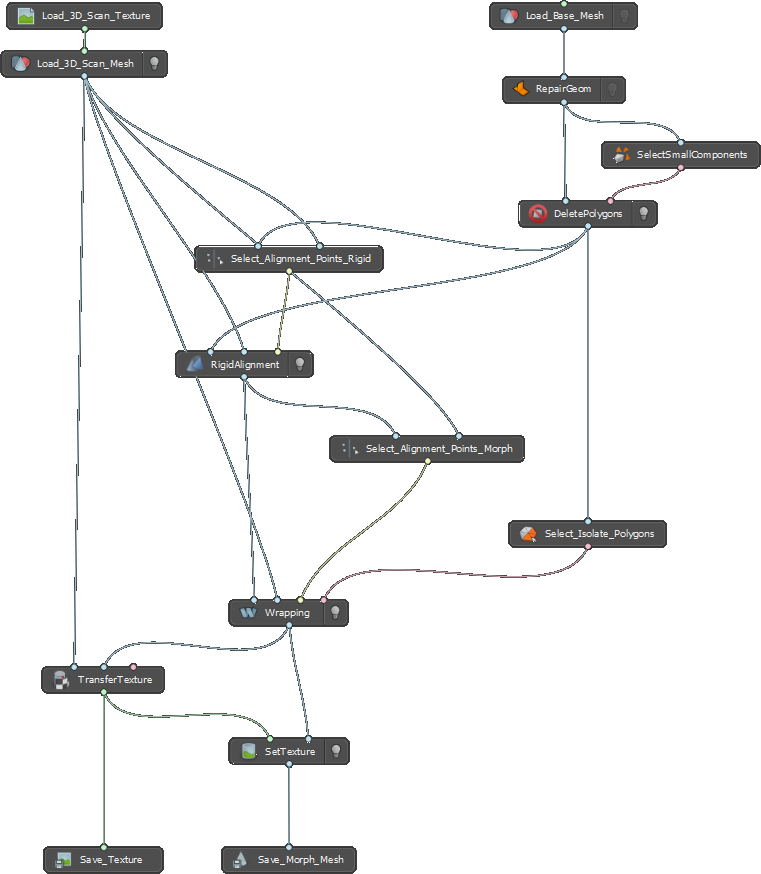 Load_3D_Scan_Texture
Load_Base_Mesh
Load_3D_Scan_Mesh
RepairGeom
SelectSmallComponents
DeletePolygons
Select_Alignment_Points_Rigid
RigidAlignment
Select_Alignment_Points_Morph
Select_Isolate_Polygons
Wrapping
TransferTexture
SetTexture
Save_Texture
Save_Morph_Mesh